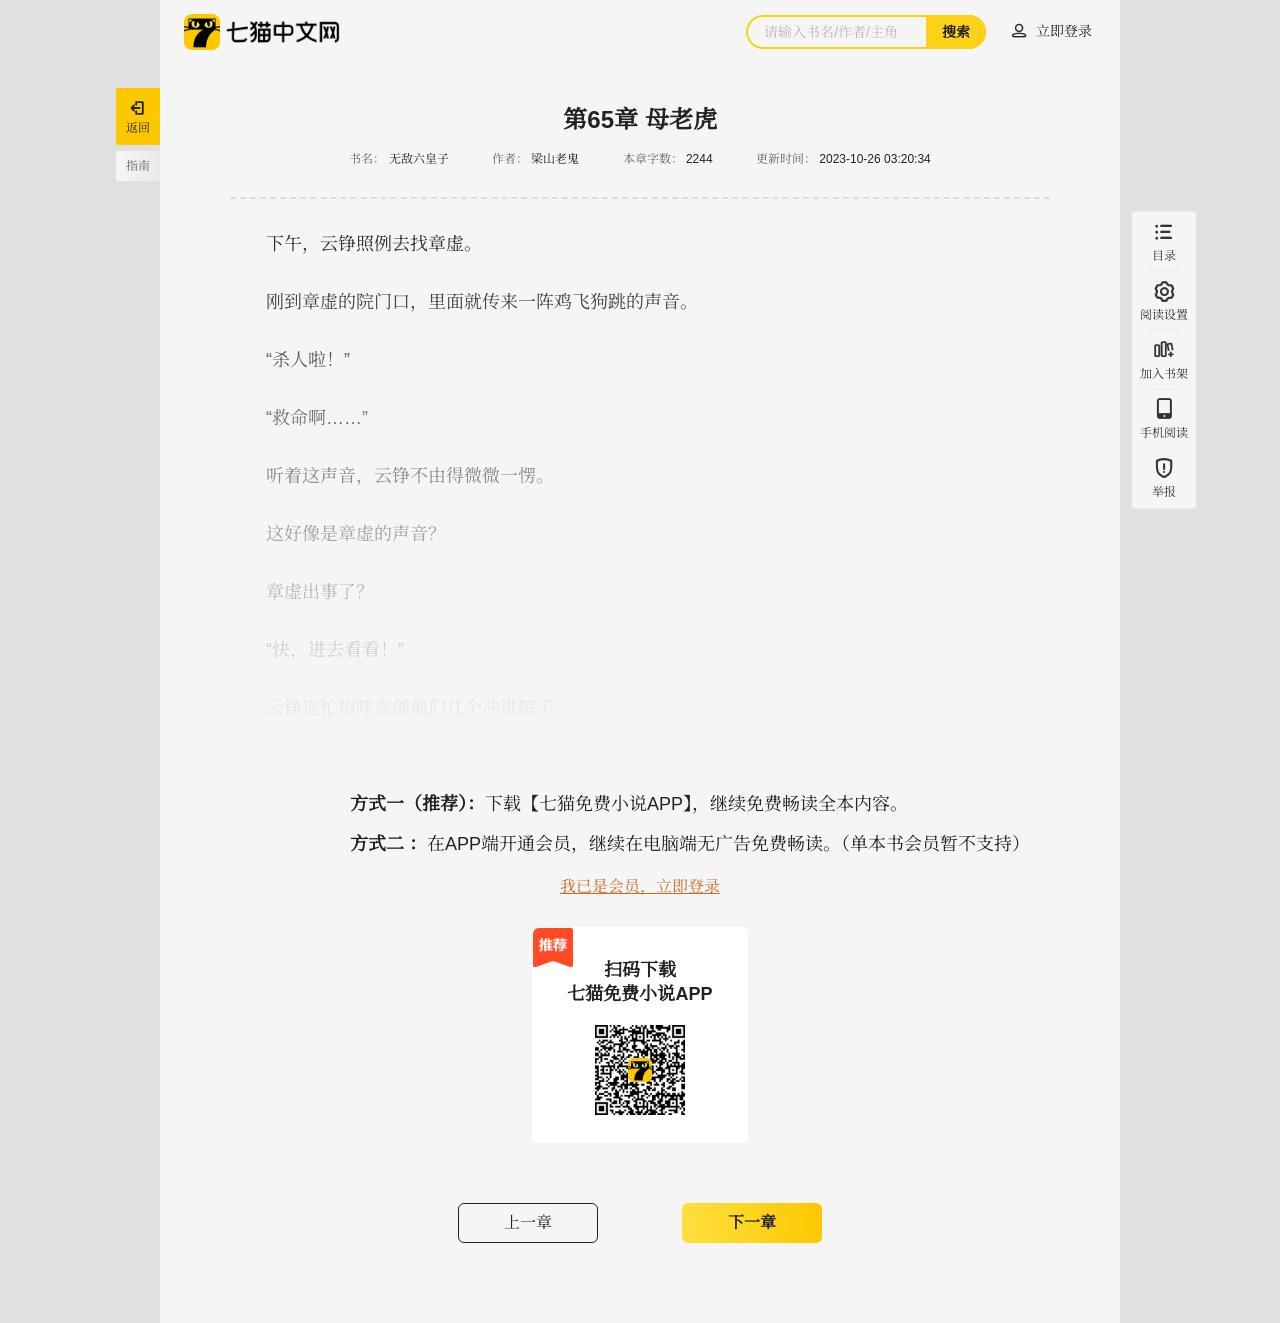 七猫中文网
请输入书名/作者/主角
搜索
立即登录
返回
指南
第65章 母老虎
书名： 无敌六皇子 作者： 梁山老鬼 本章字数： 2244 更新时间： 2023-10-26 03:20:34
下午，云铮照例去找章虚。
刚到章虚的院门口，里面就传来一阵鸡飞狗跳的声音。
“杀人啦！”
“救命啊……”
听着这声音，云铮不由得微微一愣。
这好像是章虚的声音？
章虚出事了？
“快，进去看看！”
云铮连忙招呼高郃他们几个冲进院子。
目录
阅读设置
加入书架
手机阅读
举报
方式一（推荐）：下载【七猫免费小说APP】，继续免费畅读全本内容。
方式二 ：在APP端开通会员，继续在电脑端无广告免费畅读。（单本书会员暂不支持）
我已是会员，立即登录
推荐
扫码下载
七猫免费小说APP
上一章
下一章